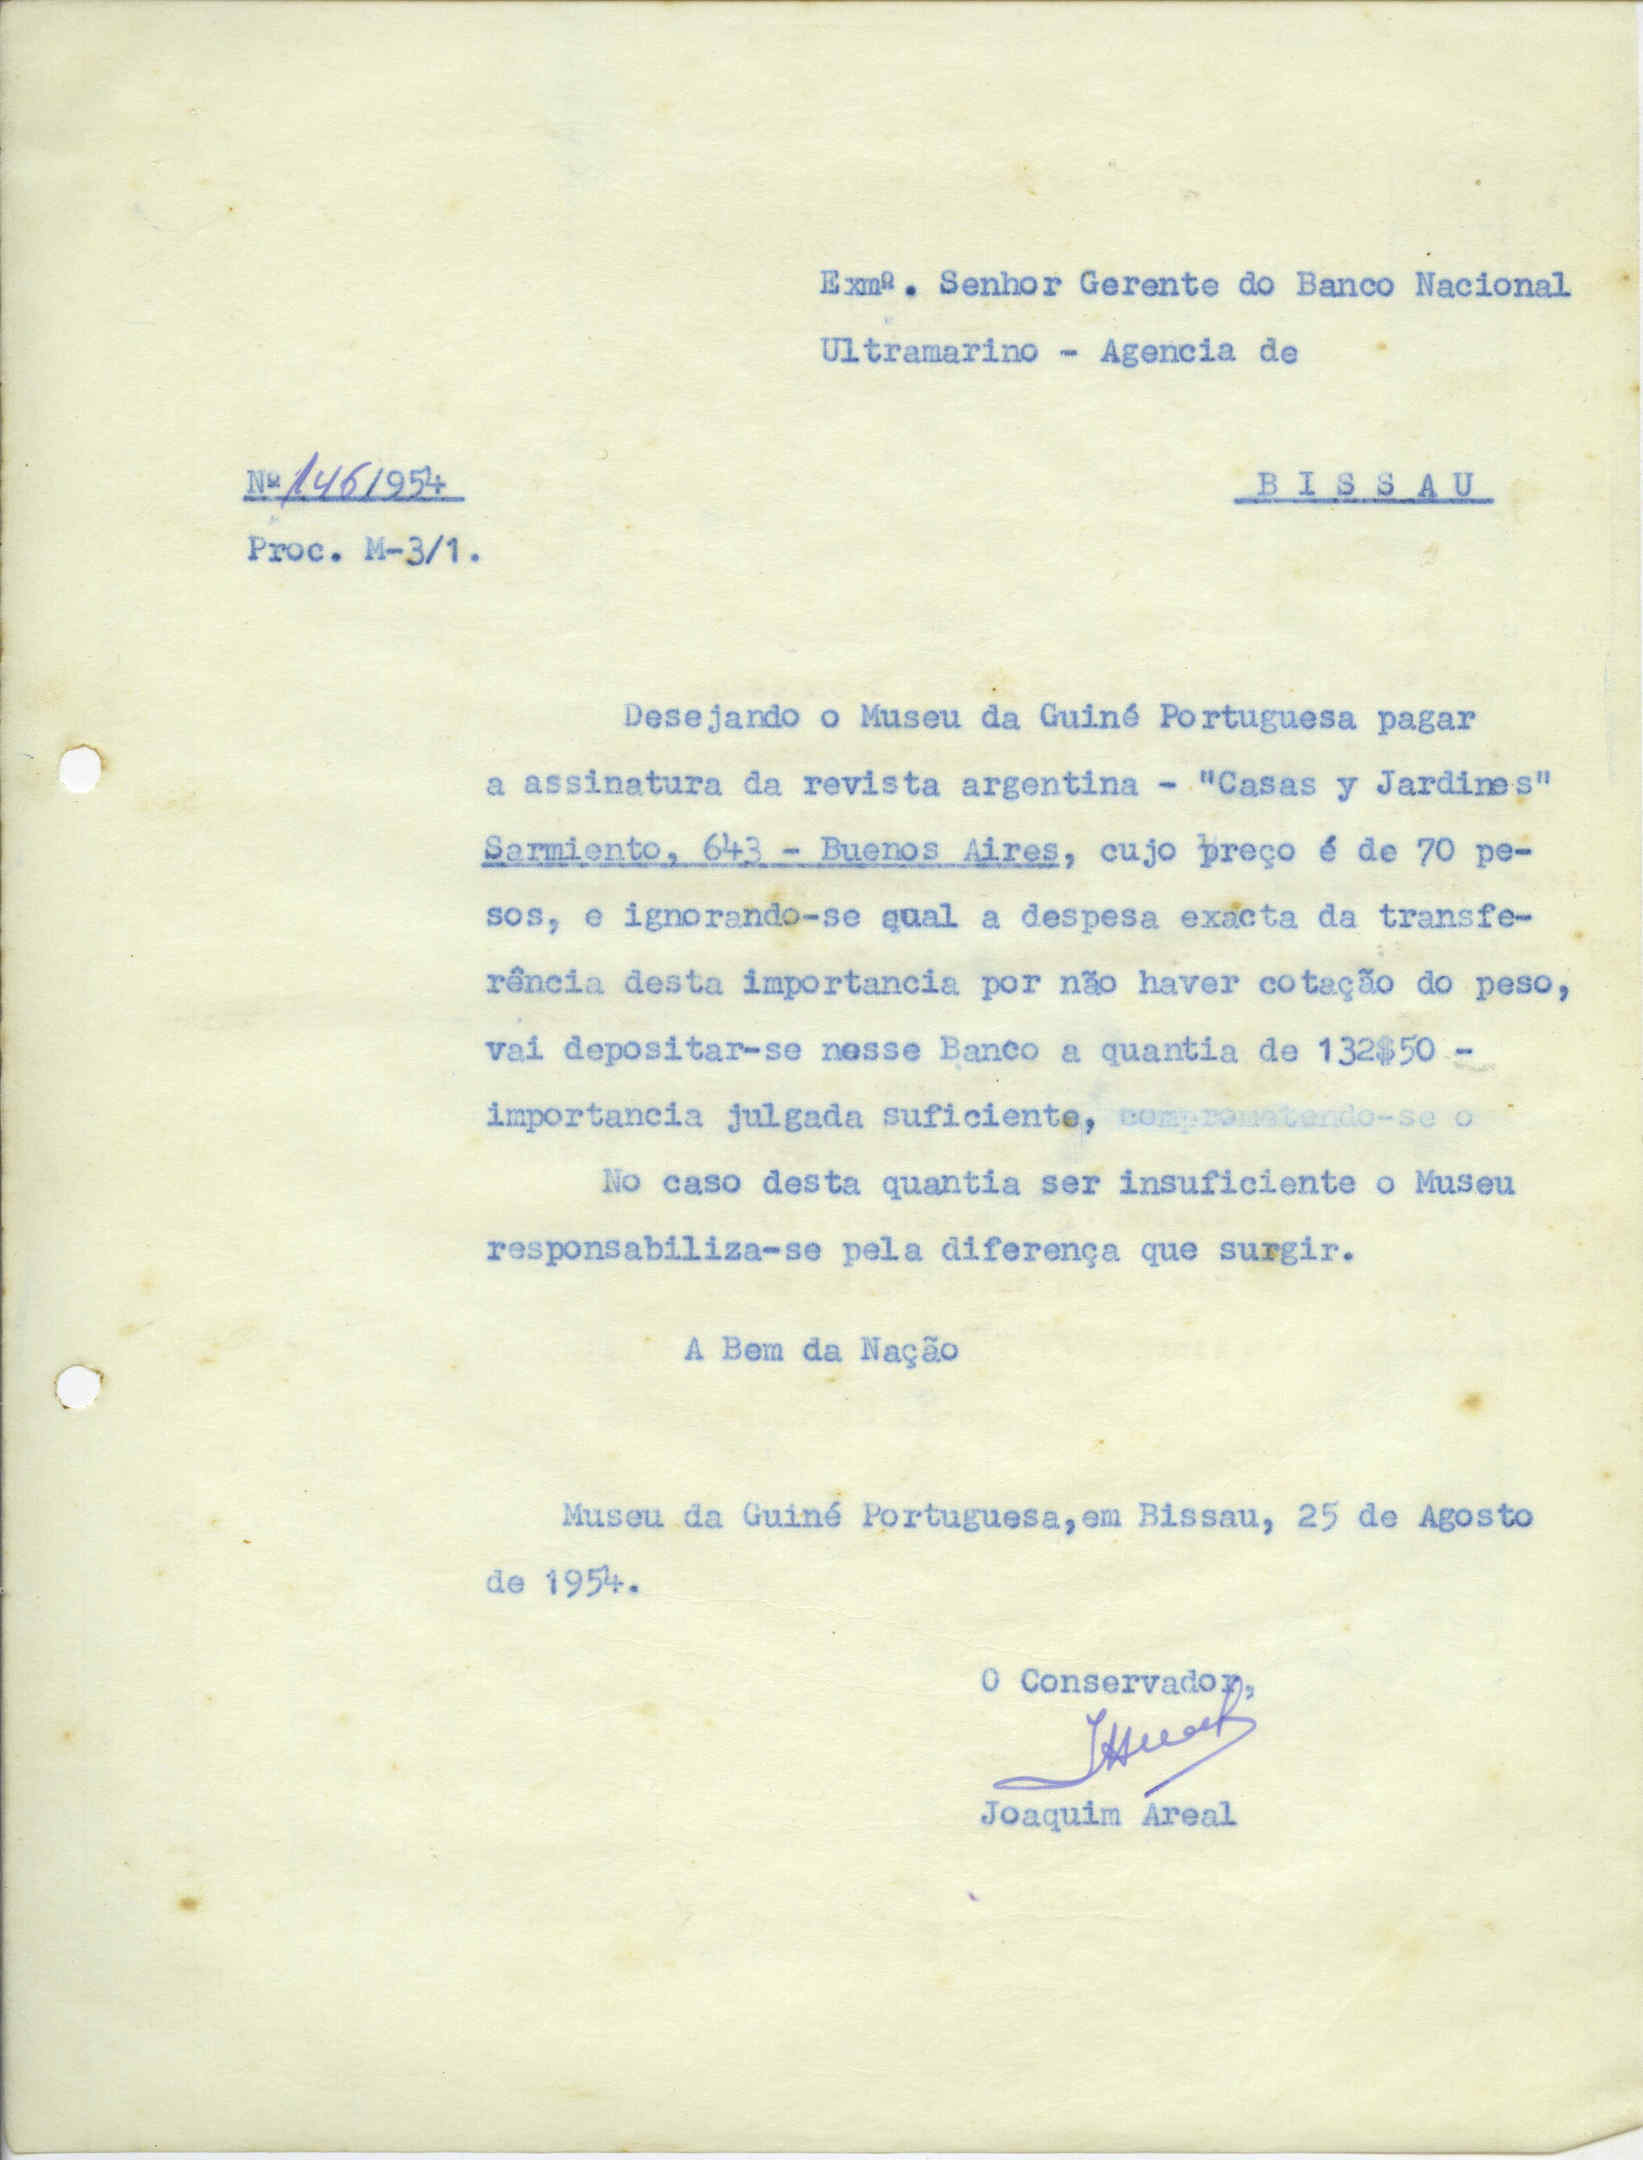 Exmº. Senhor Gerente do Banco Nacional
Ultramarino - Agencia de
Nº 146/1954
B I S S A U
Proc. M-3/1.
Desejando o Museu da Guiné Portuguesa pagar
a assinatura da revista argentina - "Casas y Jardines"
Sarmiento, 643 - Buenos Aires, cujo preço é de 70 pe-
sos, e ignorando-se qual a despesa exacta da transfe-
rência desta importancia por não haver cotação do peso,
vai depositar-se nesse Banco a quantia de 132$50 -
importancia julgada suficiente, comprometendo-se o
No caso desta quantia ser insuficiente o Museu
responsabiliza-se pela diferença que surgir.
A Bem da Nação
Museu da Guiné Portuguesa,em Bissau, 25 de Agosto
de 1954.
O Conservador,
Joaquim Areal